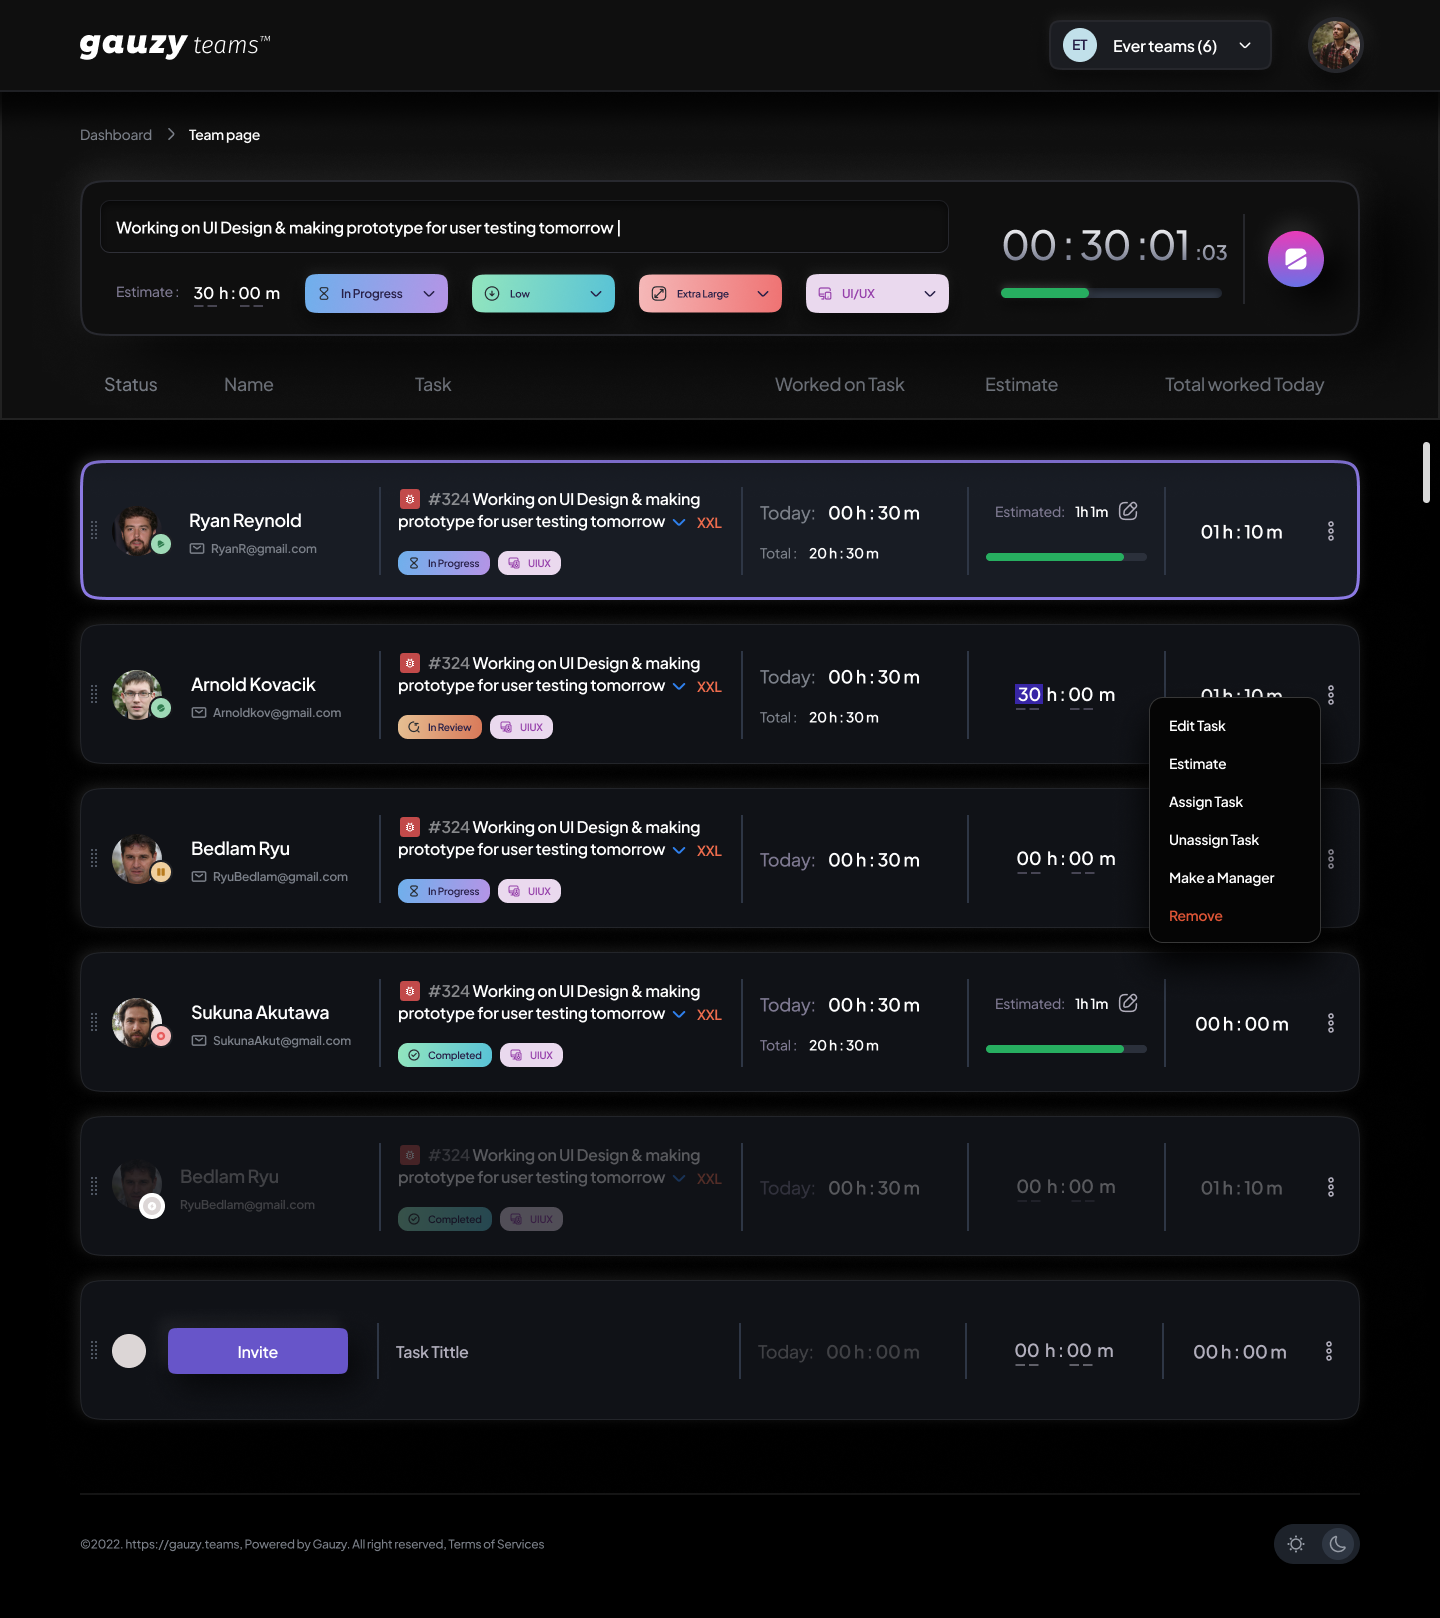 gauzy teams™
ET Ever teams (6)
Dashboard > Team page
Working on UI Design & making prototype for user testing tomorrow |
00 : 30 : 01 :03
Estimate : 30 h : 00 m In Progress Low Extra Large UI/UX
Status Name Task Worked on Task Estimate Total worked Today
Ryan Reynold
RyanR@gmail.com
#324 Working on UI Design & making
prototype for user testing tomorrow XXL
In Progress UIUX
Today: 00 h : 30 m
Total : 20 h : 30 m
Estimated: 1h 1m
01 h : 10 m
Arnold Kovacik
Arnoldkov@gmail.com
#324 Working on UI Design & making
prototype for user testing tomorrow XXL
In Review UIUX
Today: 00 h : 30 m
Total : 20 h : 30 m
30 h : 00 m
01 h : 10 m
Edit Task
Estimate
Assign Task
Unassign Task
Make a Manager
Remove
Bedlam Ryu
RyuBedlam@gmail.com
#324 Working on UI Design & making
prototype for user testing tomorrow XXL
In Progress UIUX
Today: 00 h : 30 m
00 h : 00 m
Sukuna Akutawa
SukunaAkut@gmail.com
#324 Working on UI Design & making
prototype for user testing tomorrow XXL
Completed UIUX
Today: 00 h : 30 m
Total : 20 h : 30 m
Estimated: 1h 1m
00 h : 00 m
Bedlam Ryu
RyuBedlam@gmail.com
#324 Working on UI Design & making
prototype for user testing tomorrow XXL
Completed UIUX
Today: 00 h : 30 m
00 h : 00 m
01 h : 10 m
Invite
Task Tittle
Today: 00 h : 00 m
00 h : 00 m
00 h : 00 m
©2022. https://gauzy.teams, Powered by Gauzy. All right reserved, Terms of Services